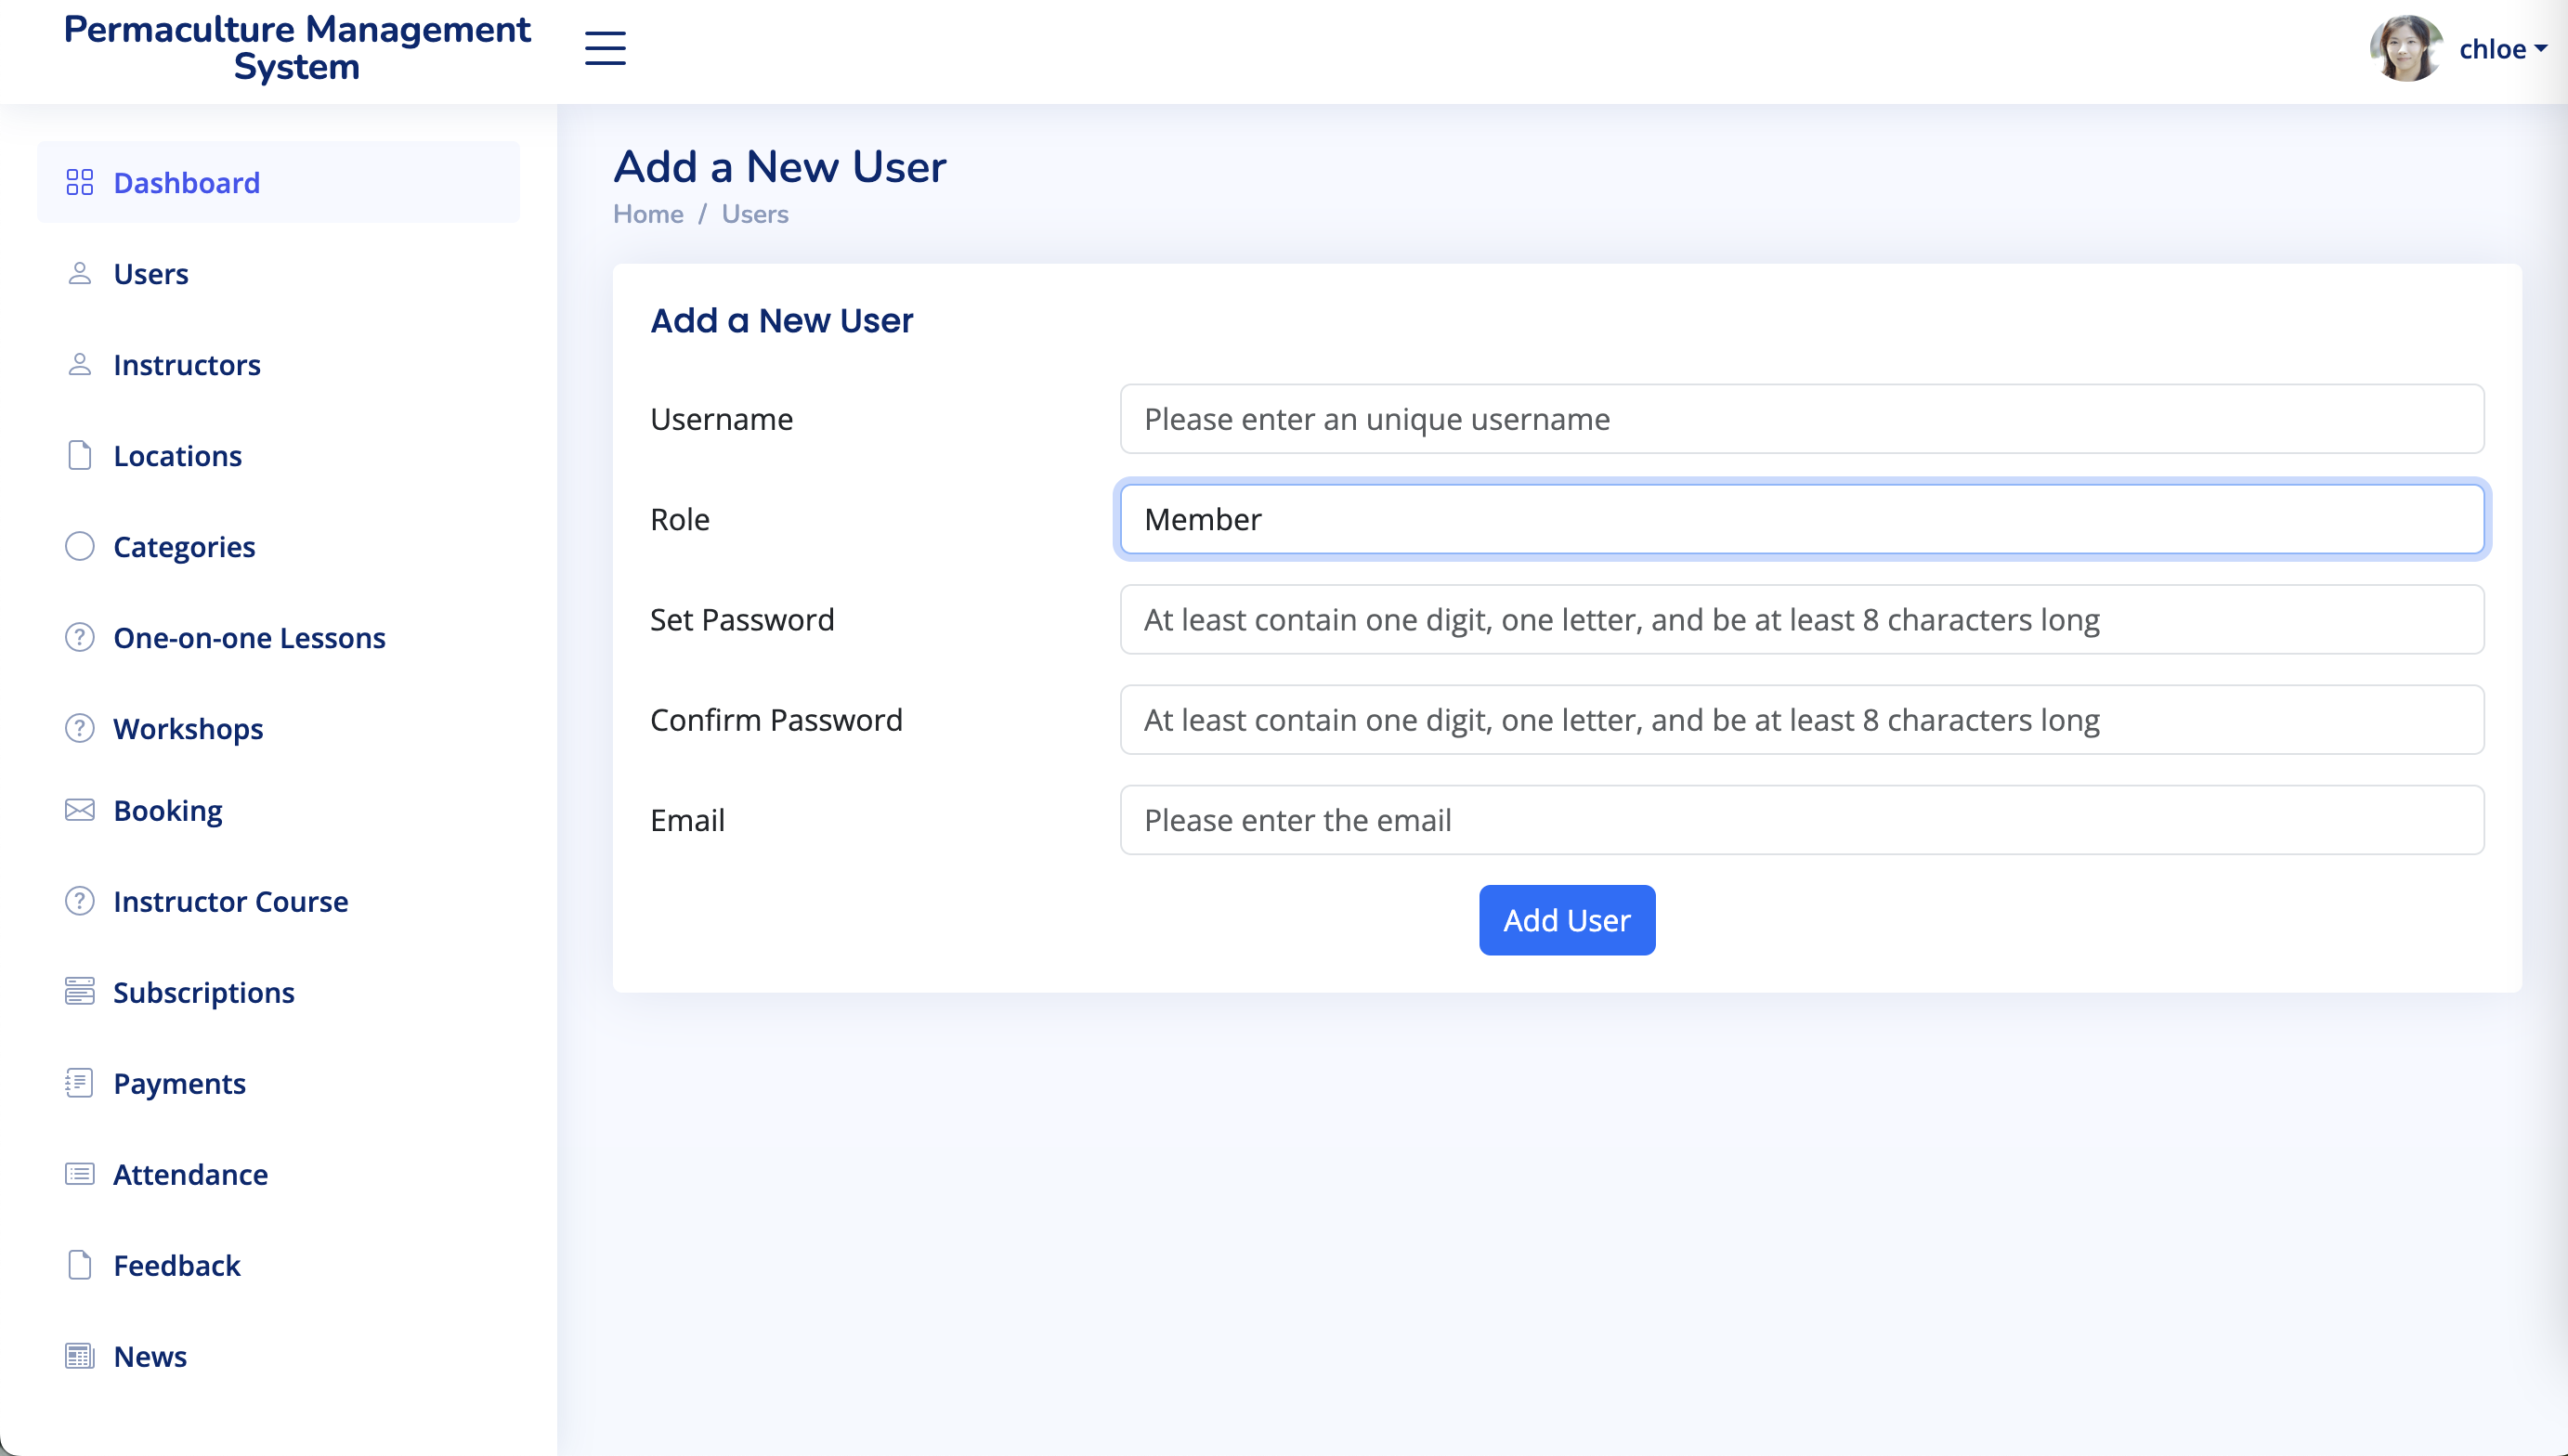 Permaculture Management
System
chloe
Dashboard
Users
Instructors
Locations
Categories
One-on-one Lessons
Workshops
Booking
Instructor Course
Subscriptions
Payments
Attendance
Feedback
News
Add a New User
Home / Users
Add a New User
Username
Please enter an unique username
Role
Member
Set Password
At least contain one digit, one letter, and be at least 8 characters long
Confirm Password
At least contain one digit, one letter, and be at least 8 characters long
Email
Please enter the email
Add User